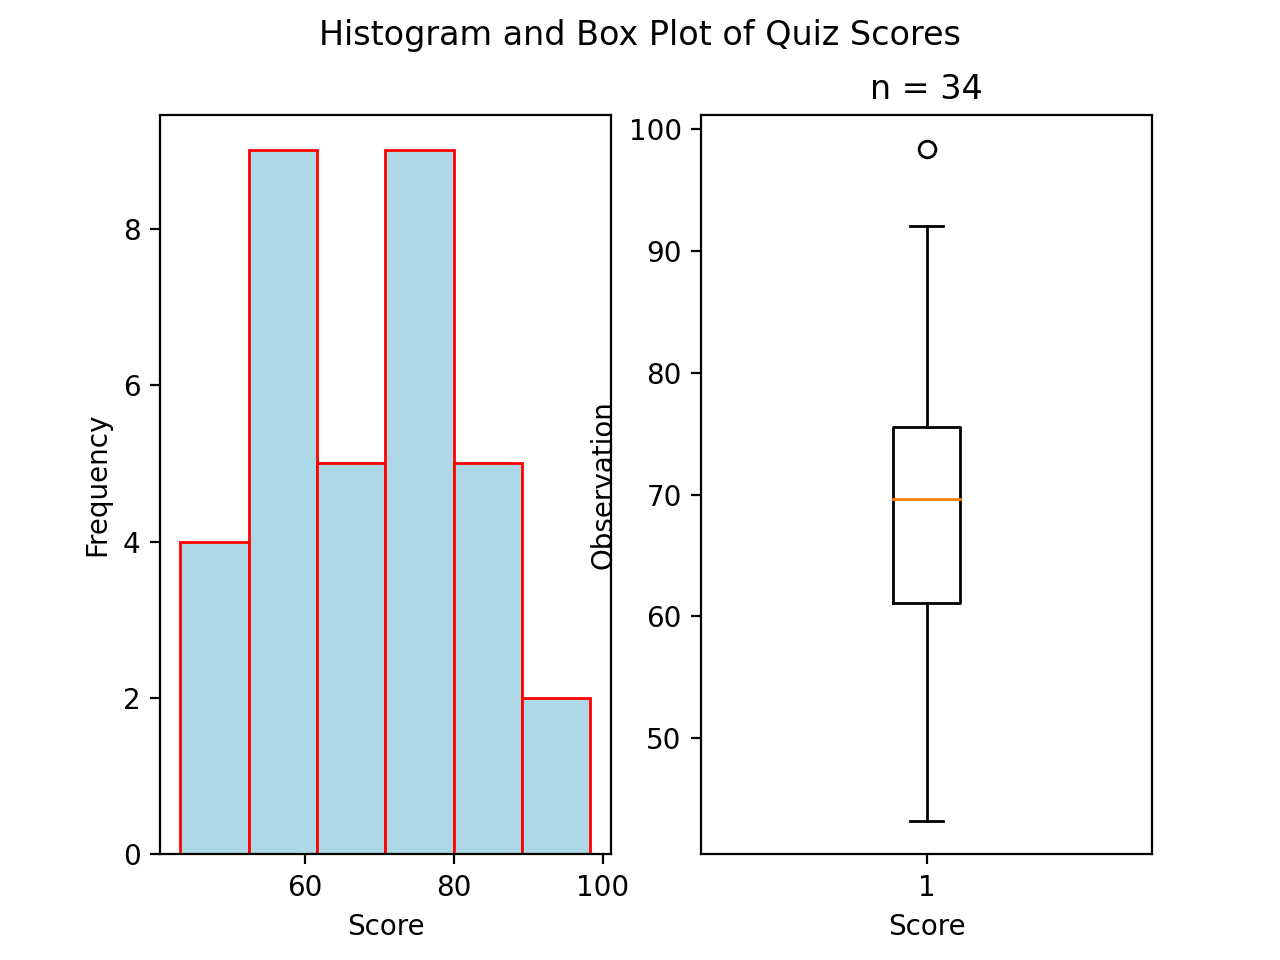 Histogram and Box Plot of Quiz Scores
Frequency
8
6
4
2
0
60 80 100
Score
n = 34
Observation
100
90
80
70
60
50
1
Score